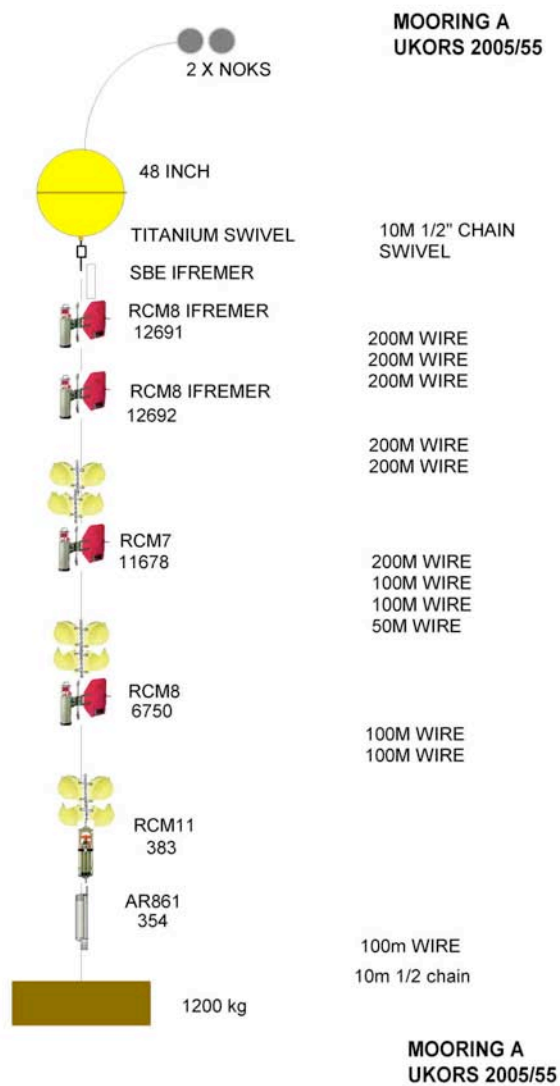 MOORING A
UKORS 2005/55
2 X NOKS
48 INCH
TITANIUM SWIVEL
10M 1/2" CHAIN
SWIVEL
SBE IFREMER
RCM8 IFREMER
12691
200M WIRE
200M WIRE
200M WIRE
RCM8 IFREMER
12692
200M WIRE
200M WIRE
RCM7
11678
200M WIRE
100M WIRE
100M WIRE
50M WIRE
RCM8
6750
100M WIRE
100M WIRE
RCM11
383
AR861
354
100m WIRE
10m 1/2 chain
1200 kg
MOORING A
UKORS 2005/55